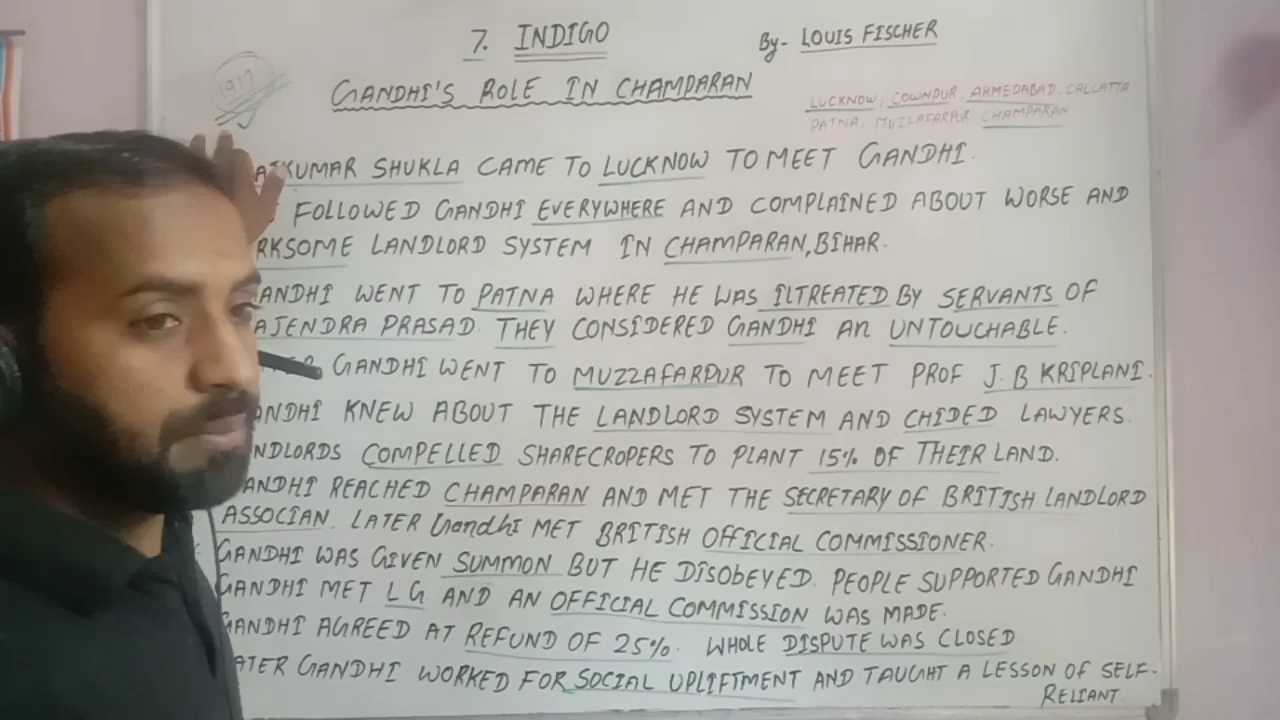 7. INDIGO
By- LOUIS FISCHER
1917
GANDHI'S ROLE IN CHAMPARAN
LUCKNOW, COWNPUR, AHMEDABAD, CALCATTA
PATNA, MUZLAFARPUR, CHAMPARAN
KUMAR SHUKLA CAME TO LUCKNOW TO MEET GANDHI.
FOLLOWED GANDHI EVERYWHERE AND COMPLAINED ABOUT WORSE AND
RKSOME LANDLORD SYSTEM IN CHAMPARAN, BIHAR.
ANDHI WENT TO PATNA WHERE HE WAS ILTREATED BY SERVANTS OF
AJENDRA PRASAD. THEY CONSIDERED GANDHI AN UNTOUCHABLE.
GANDHI WENT TO MUZZAFARPUR TO MEET PROF J.B KRIPLANI.
ANDHI KNEW ABOUT THE LANDLORD SYSTEM AND CHIDED LAWYERS.
NDLORDS COMPELLED SHARECROPERS TO PLANT 15% OF THEIR LAND.
ANDHI REACHED CHAMPARAN AND MET THE SECRETARY OF BRITISH LANDLORD
ASSOCIAN. LATER Gandhi MET BRITISH OFFICIAL COMMISSIONER.
GANDHI WAS GIVEN SUMMON BUT HE DISOBEYED. PEOPLE SUPPORTED GANDHI
GANDHI MET L.G. AND AN OFFICIAL COMMISSION WAS MADE.
GANDHI AGREED AT REFUND OF 25%. WHOLE DISPUTE WAS CLOSED
ATER GANDHI WORKED FOR SOCIAL UPLIFTMENT AND TAUGHT A LESSON OF SELF-
RELIANT.